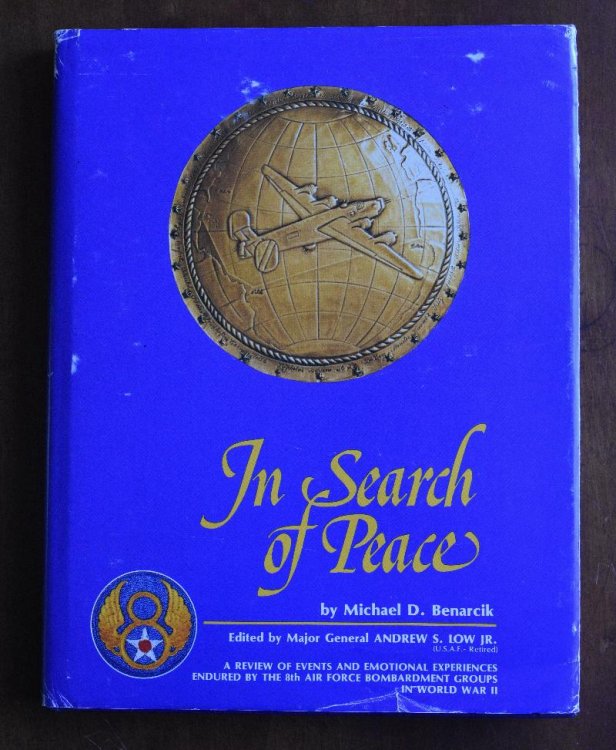 In Search
of Peace
by Michael D. Benarcik
Edited by Major General ANDREW S. LOW JR.
(U.S.A.F.- Retired)
A REVIEW OF EVENTS AND EMOTIONAL EXPERIENCES
ENDURED BY THE 8th AIR FORCE BOMBARDMENT GROUPS
IN WORLD WAR II